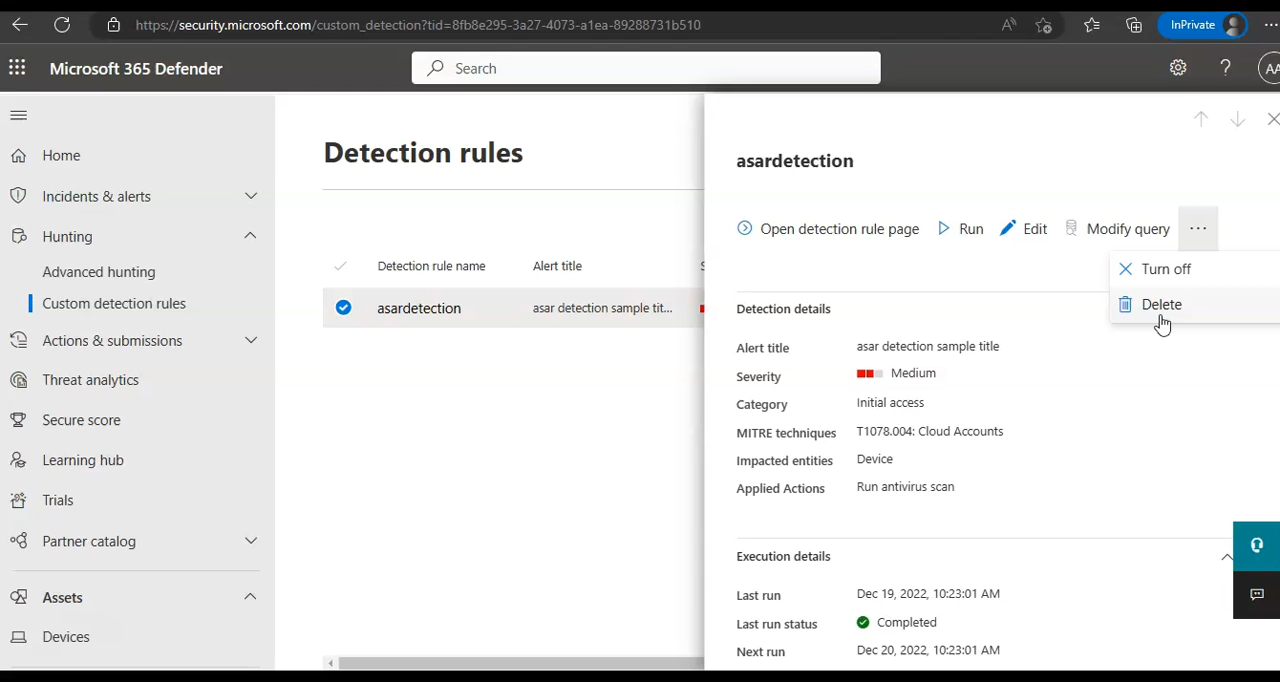 https://security.microsoft.com/custom_detection?tid=8fb8e295-3a27-4073-a1ea-89288731b510
InPrivate
Microsoft 365 Defender
Search
AA
Home
Incidents & alerts
Hunting
Advanced hunting
Custom detection rules
Actions & submissions
Threat analytics
Secure score
Learning hub
Trials
Partner catalog
Assets
Devices
Detection rules
Detection rule name Alert title S
asardetection asar detection sample tit...
asardetection
Open detection rule page Run Edit Modify query ...
Turn off
Delete
Detection details
Alert title asar detection sample title
Severity Medium
Category Initial access
MITRE techniques T1078.004: Cloud Accounts
Impacted entities Device
Applied Actions Run antivirus scan
Execution details
Last run Dec 19, 2022, 10:23:01 AM
Last run status Completed
Next run Dec 20, 2022, 10:23:01 AM